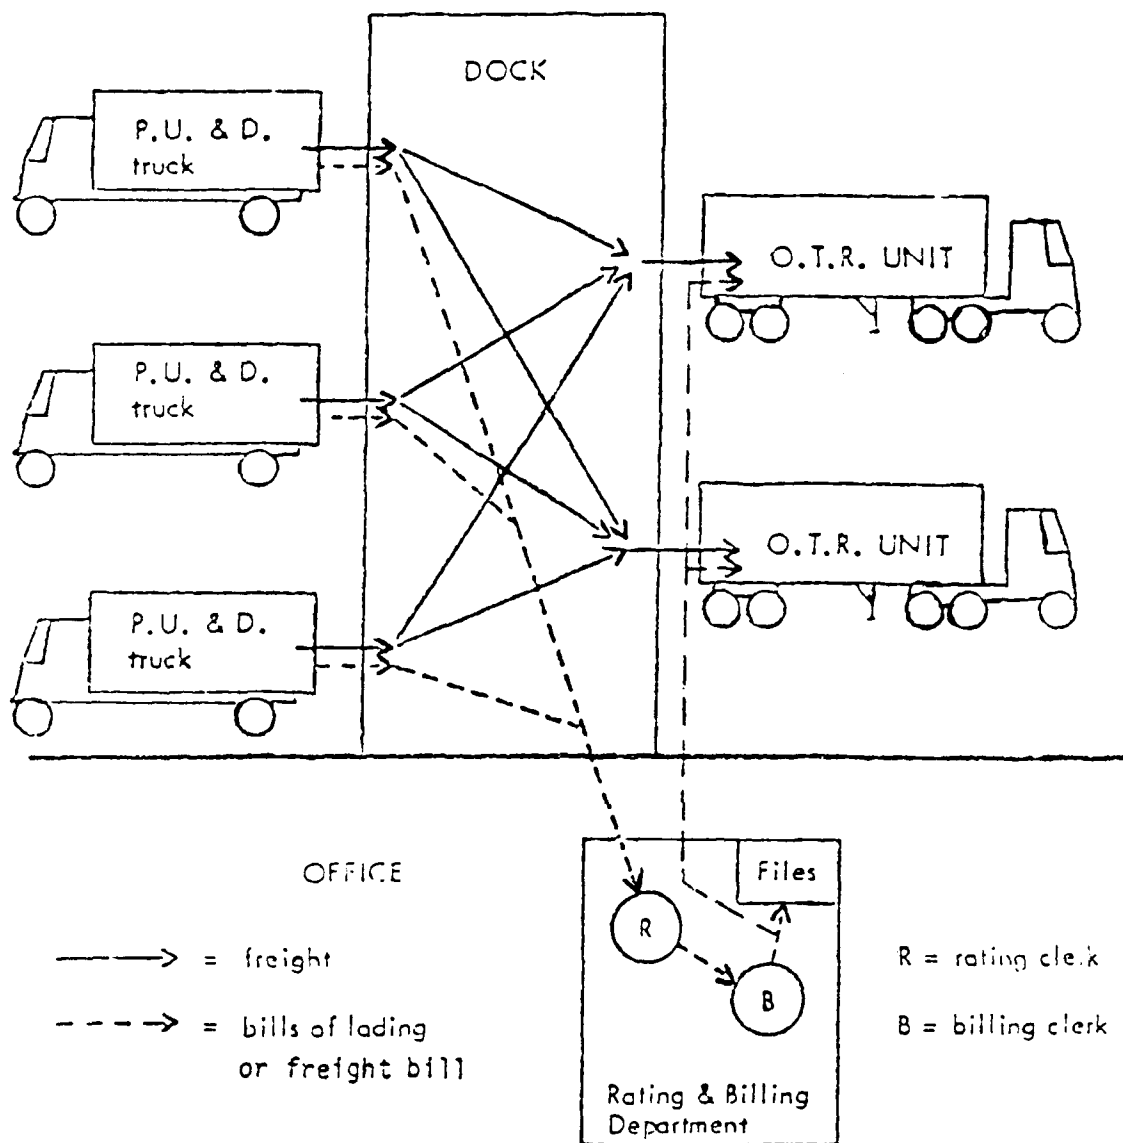 DOCK
P.U. & D.
truck
O.T.R. UNIT
P.U. & D.
truck
O.T.R. UNIT
P.U. & D.
truck
OFFICE
Files
R
= freight
R = rating clerk
B
= bills of lading
or freight bill
B = billing clerk
Rating & Billing
Department